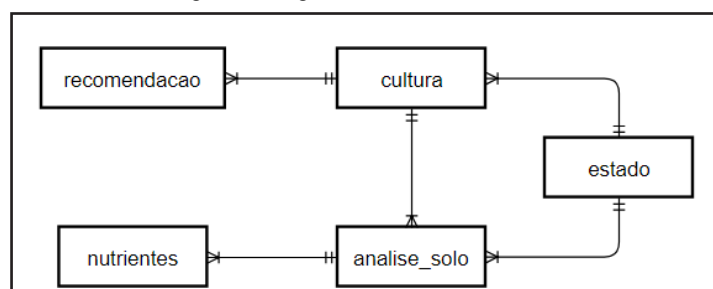 recomendacao
cultura
estado
nutrientes
analise_solo